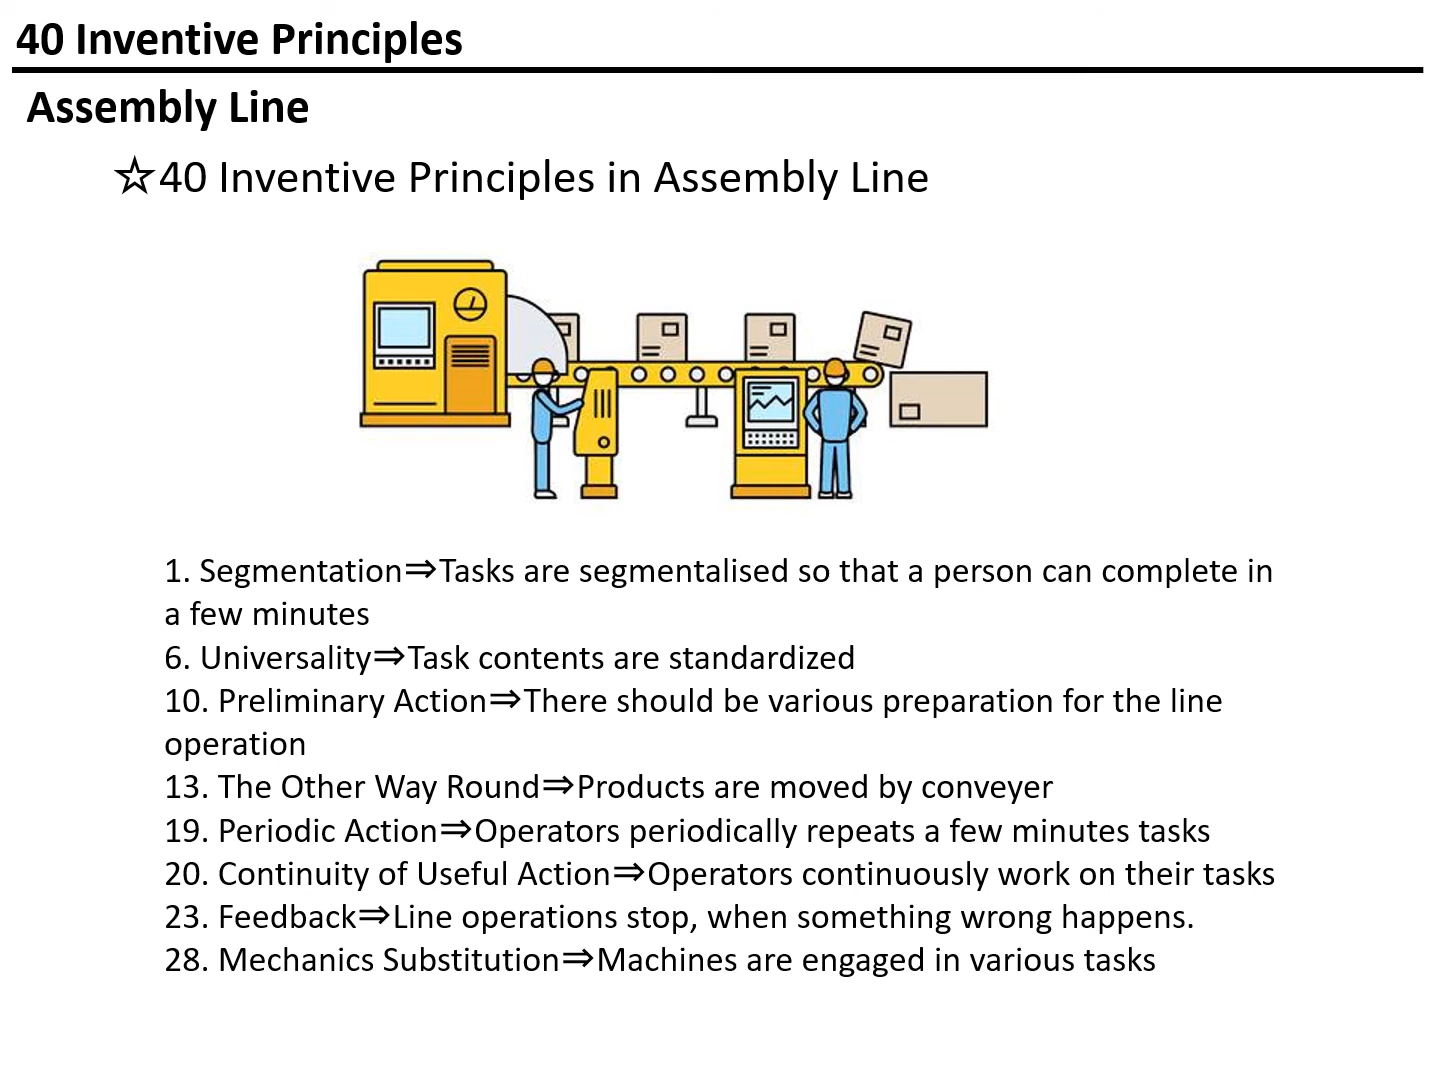 40 Inventive Principles
Assembly Line
☆40 Inventive Principles in Assembly Line
1. Segmentation⇒Tasks are segmentalised so that a person can complete in
a few minutes
6. Universality⇒Task contents are standardized
10. Preliminary Action⇒There should be various preparation for the line
operation
13. The Other Way Round⇒Products are moved by conveyer
19. Periodic Action⇒Operators periodically repeats a few minutes tasks
20. Continuity of Useful Action⇒Operators continuously work on their tasks
23. Feedback⇒Line operations stop, when something wrong happens.
28. Mechanics Substitution⇒Machines are engaged in various tasks